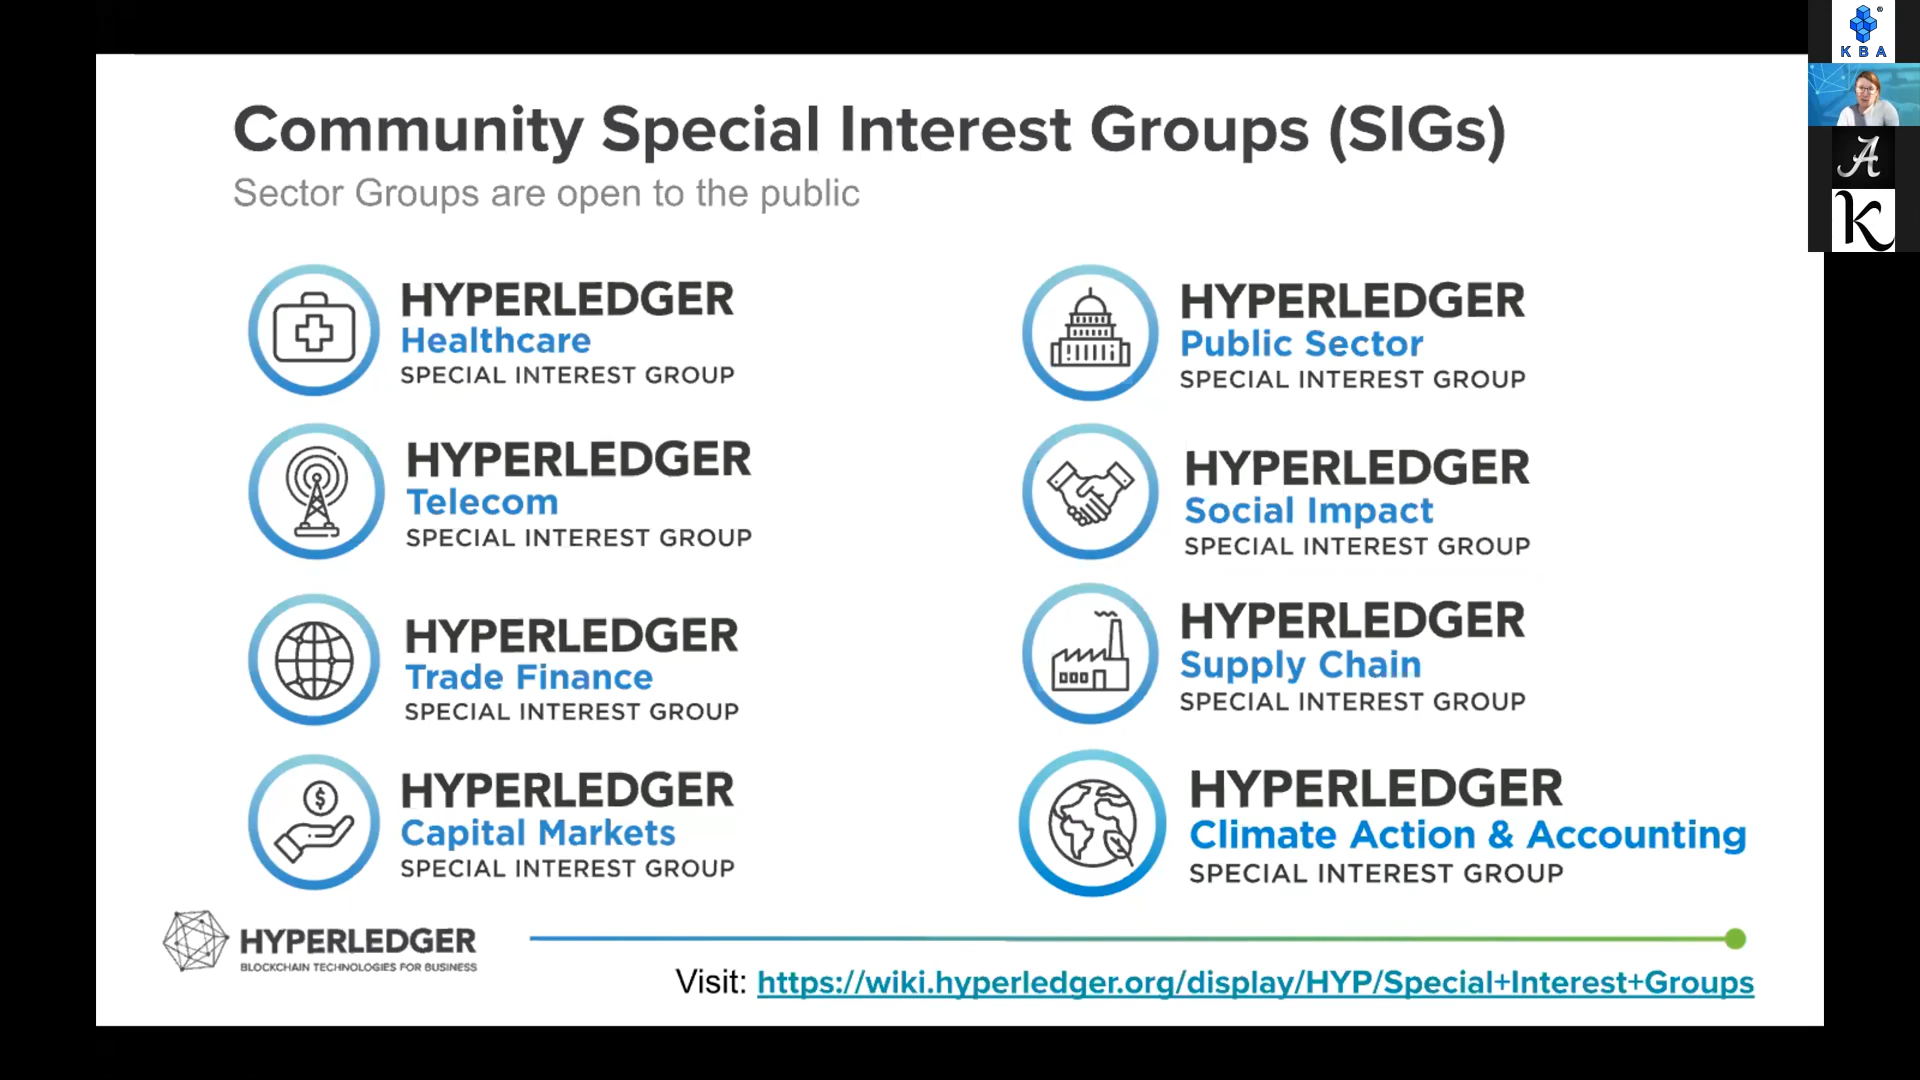 Community Special Interest Groups (SIGs)
Sector Groups are open to the public
HYPERLEDGER
Healthcare
SPECIAL INTEREST GROUP
HYPERLEDGER
Telecom
SPECIAL INTEREST GROUP
HYPERLEDGER
Trade Finance
SPECIAL INTEREST GROUP
HYPERLEDGER
Capital Markets
SPECIAL INTEREST GROUP
HYPERLEDGER
Public Sector
SPECIAL INTEREST GROUP
HYPERLEDGER
Social Impact
SPECIAL INTEREST GROUP
HYPERLEDGER
Supply Chain
SPECIAL INTEREST GROUP
HYPERLEDGER
Climate Action & Accounting
SPECIAL INTEREST GROUP
HYPERLEDGER
BLOCKCHAIN TECHNOLOGIES FOR BUSINESS
Visit: https://wiki.hyperledger.org/display/HYP/Special+Interest+Groups
KBA
A
K